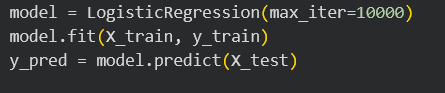 model = LogisticRegression(max_iter=10000)
model.fit(X_train, y_train)
y_pred = model.predict(X_test)